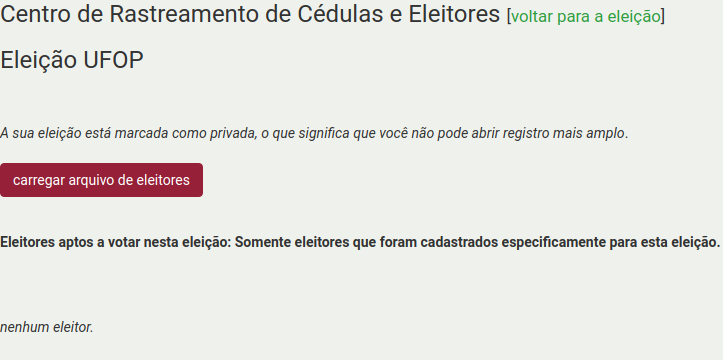 Centro de Rastreamento de Cédulas e Eleitores [voltar para a eleição]
Eleição UFOP
A sua eleição está marcada como privada, o que significa que você não pode abrir registro mais amplo.
carregar arquivo de eleitores
Eleitores aptos a votar nesta eleição: Somente eleitores que foram cadastrados especificamente para esta eleição.
nenhum eleitor.